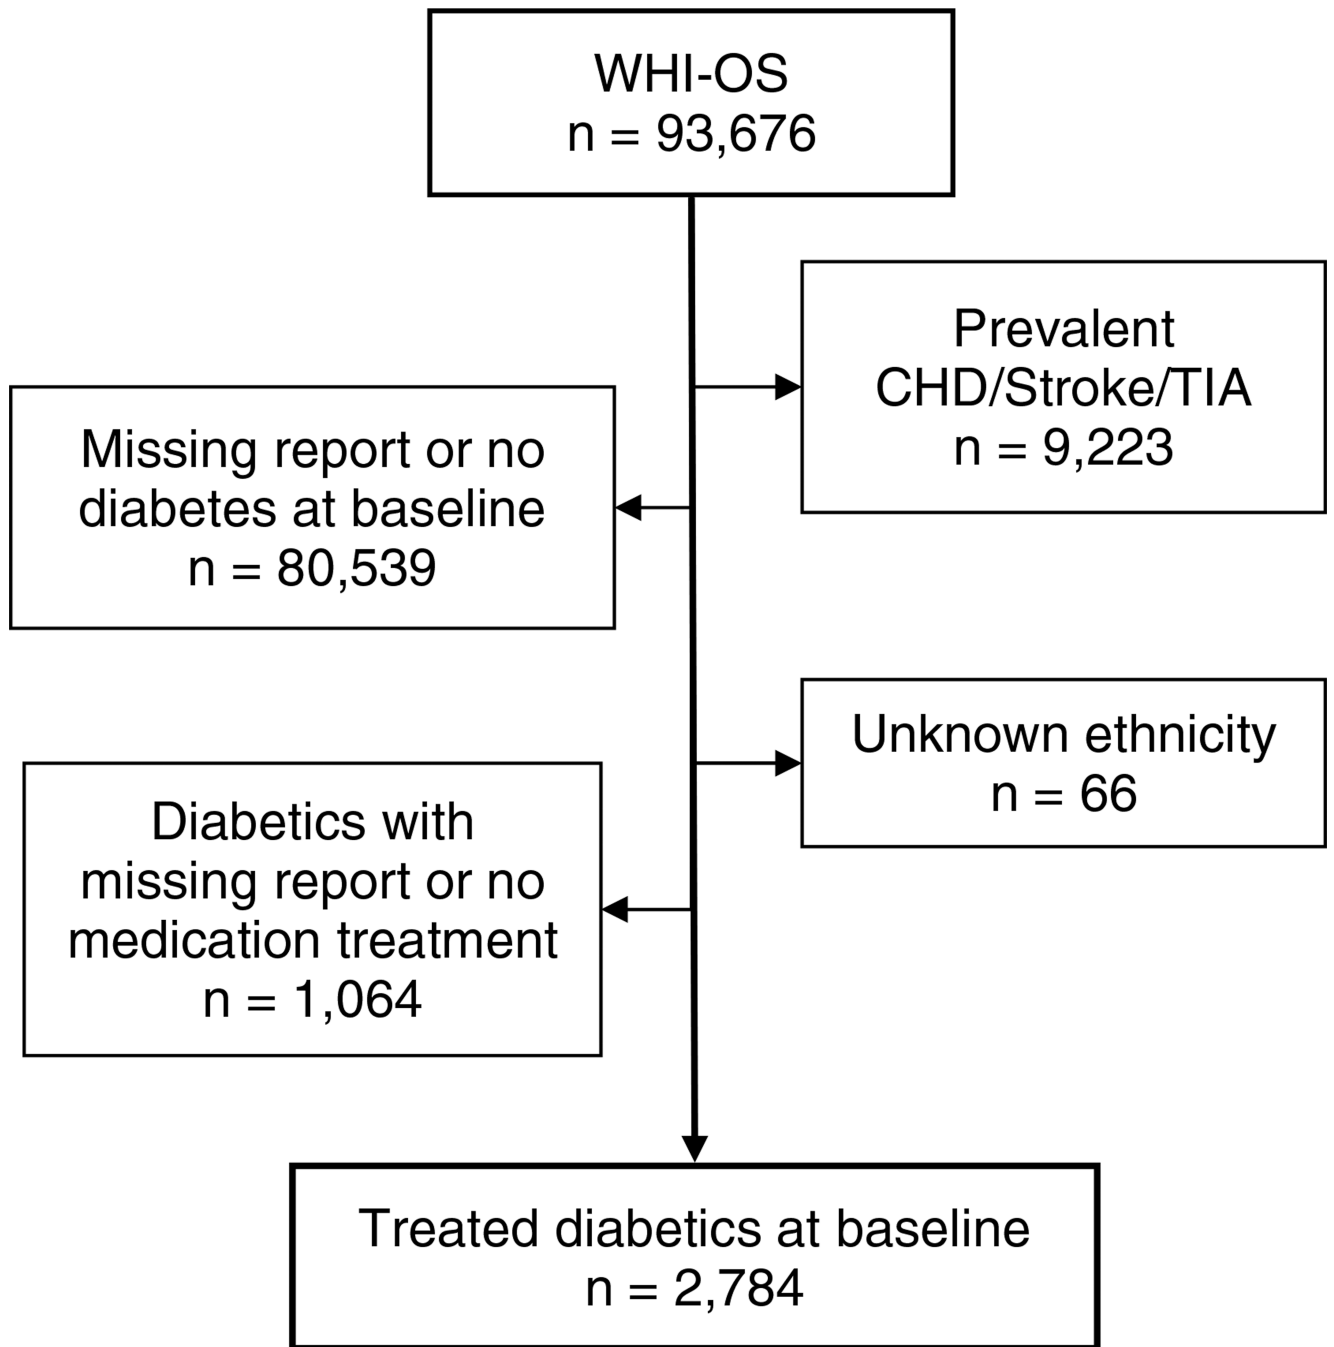 WHI-OS
n = 93,676
Prevalent
CHD/Stroke/TIA
n = 9,223
Missing report or no
diabetes at baseline
n = 80,539
Unknown ethnicity
n = 66
Diabetics with
missing report or no
medication treatment
n = 1,064
Treated diabetics at baseline
n = 2,784